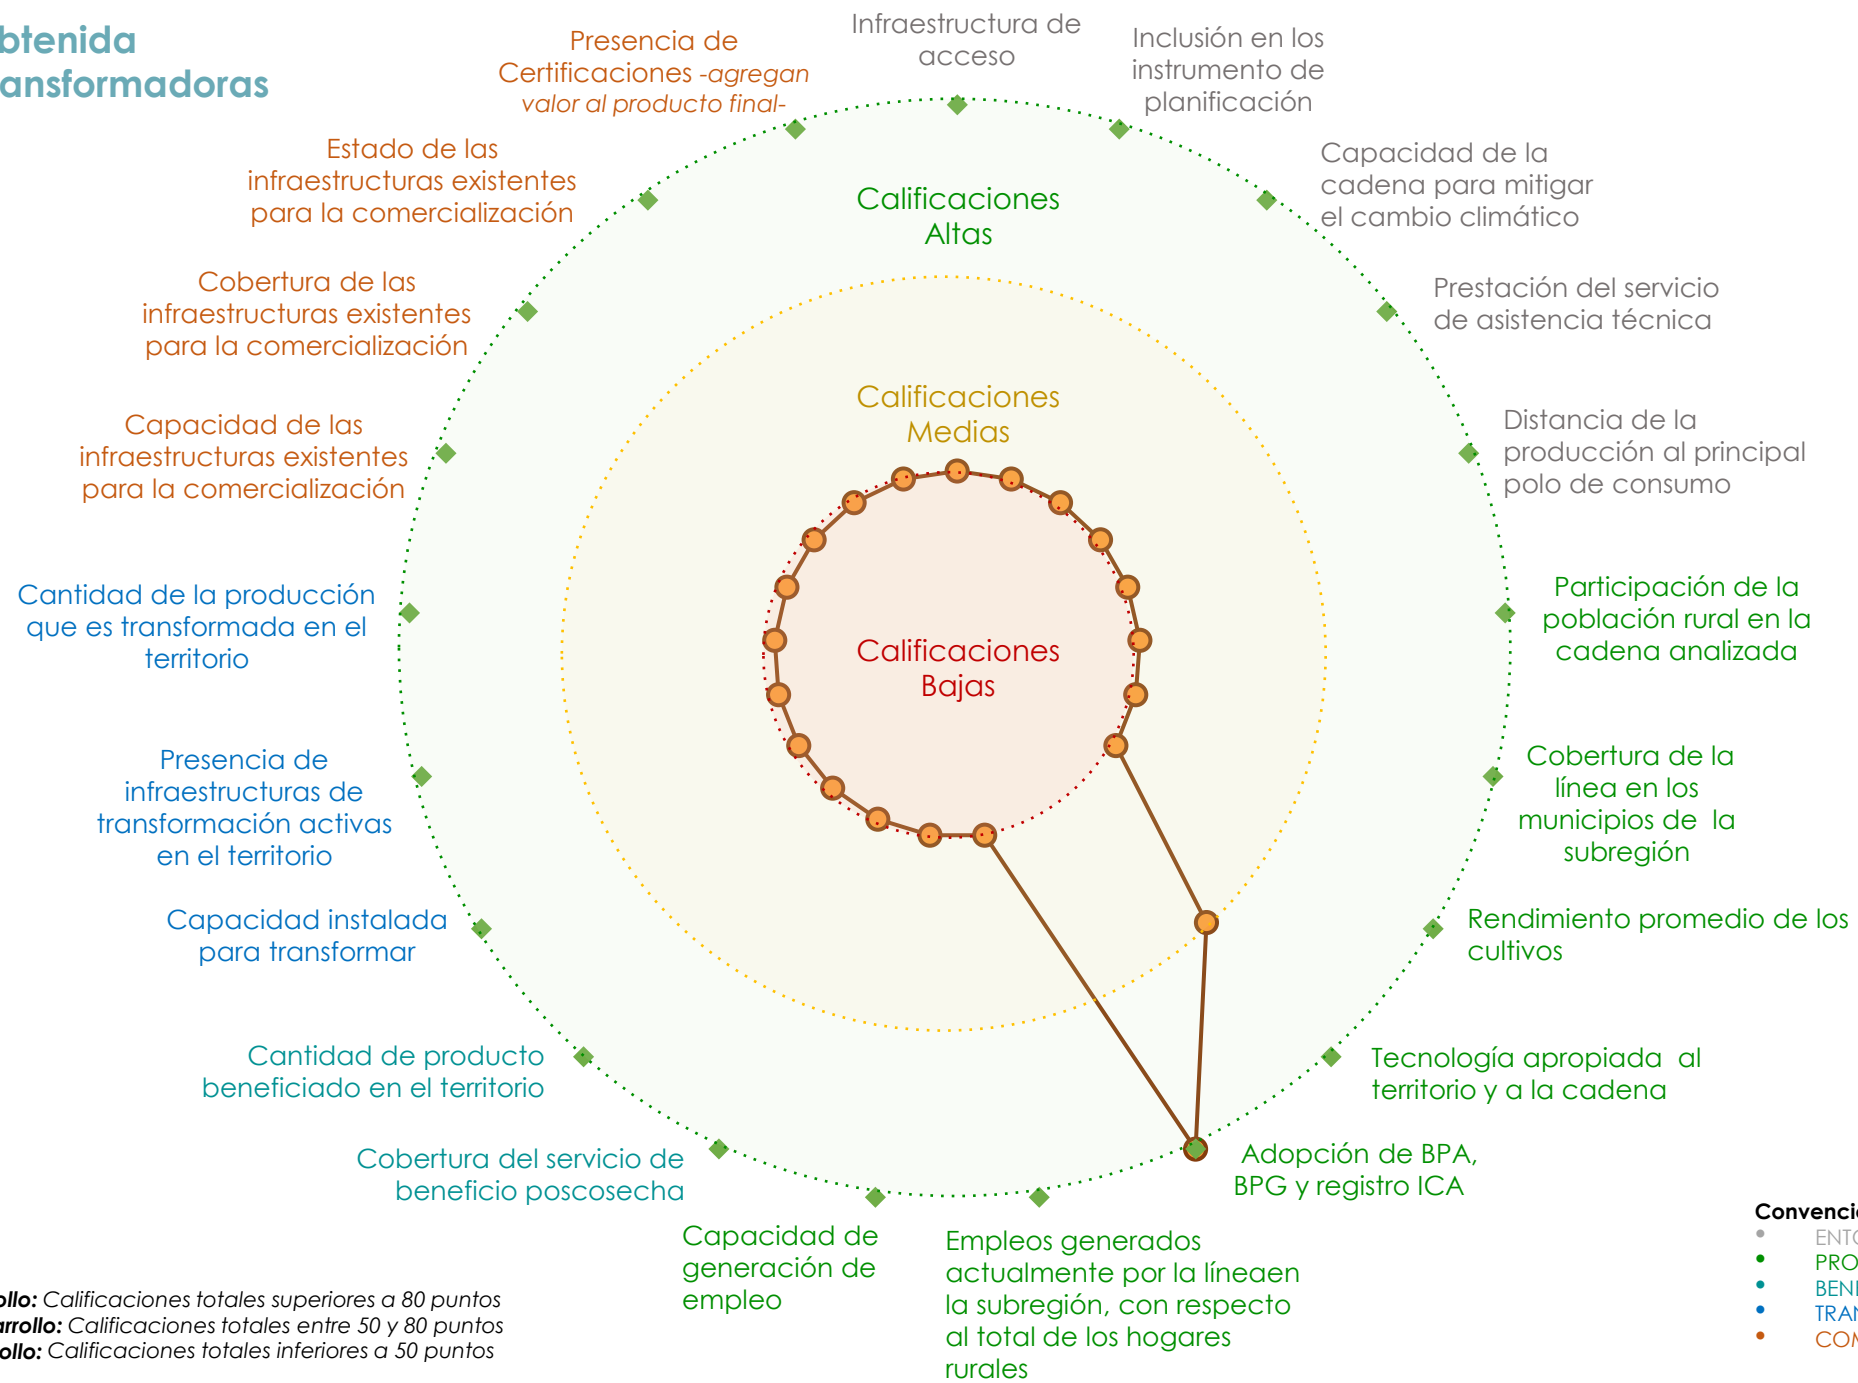 btenida
ansformadoras
Presencia de
Certificaciones -agregan
valor al producto final-
Infraestructura de
acceso
Inclusión en los
instrumento de
planificación
Estado de las
infraestructuras existentes
para la comercialización
Capacidad de la
cadena para mitigar
el cambio climático
Calificaciones
Altas
Cobertura de las
infraestructuras existentes
para la comercialización
Prestación del servicio
de asistencia técnica
Calificaciones
Medias
Capacidad de las
infraestructuras existentes
para la comercialización
Distancia de la
producción al principal
polo de consumo
Cantidad de la producción
que es transformada en el
territorio
Calificaciones
Bajas
Participación de la
población rural en la
cadena analizada
Presencia de
infraestructuras de
transformación activas
en el territorio
Cobertura de la
línea en los
municipios de  la
subregión
Capacidad instalada
para transformar
Rendimiento promedio de los
cultivos
Cantidad de producto
beneficiado en el territorio
Tecnología apropiada  al
territorio y a la cadena
Cobertura del servicio de
beneficio poscosecha
Adopción de BPA,
BPG y registro ICA
Capacidad de
generación de
empleo
Empleos generados
actualmente por la líneaen
la subregión, con respecto
al total de los hogares
rurales
ollo: Calificaciones totales superiores a 80 puntos
arrollo: Calificaciones totales entre 50 y 80 puntos
ollo: Calificaciones totales inferiores a 50 puntos
Convenci
• ENTO
• PRO
• BEN
• TRAN
• COM